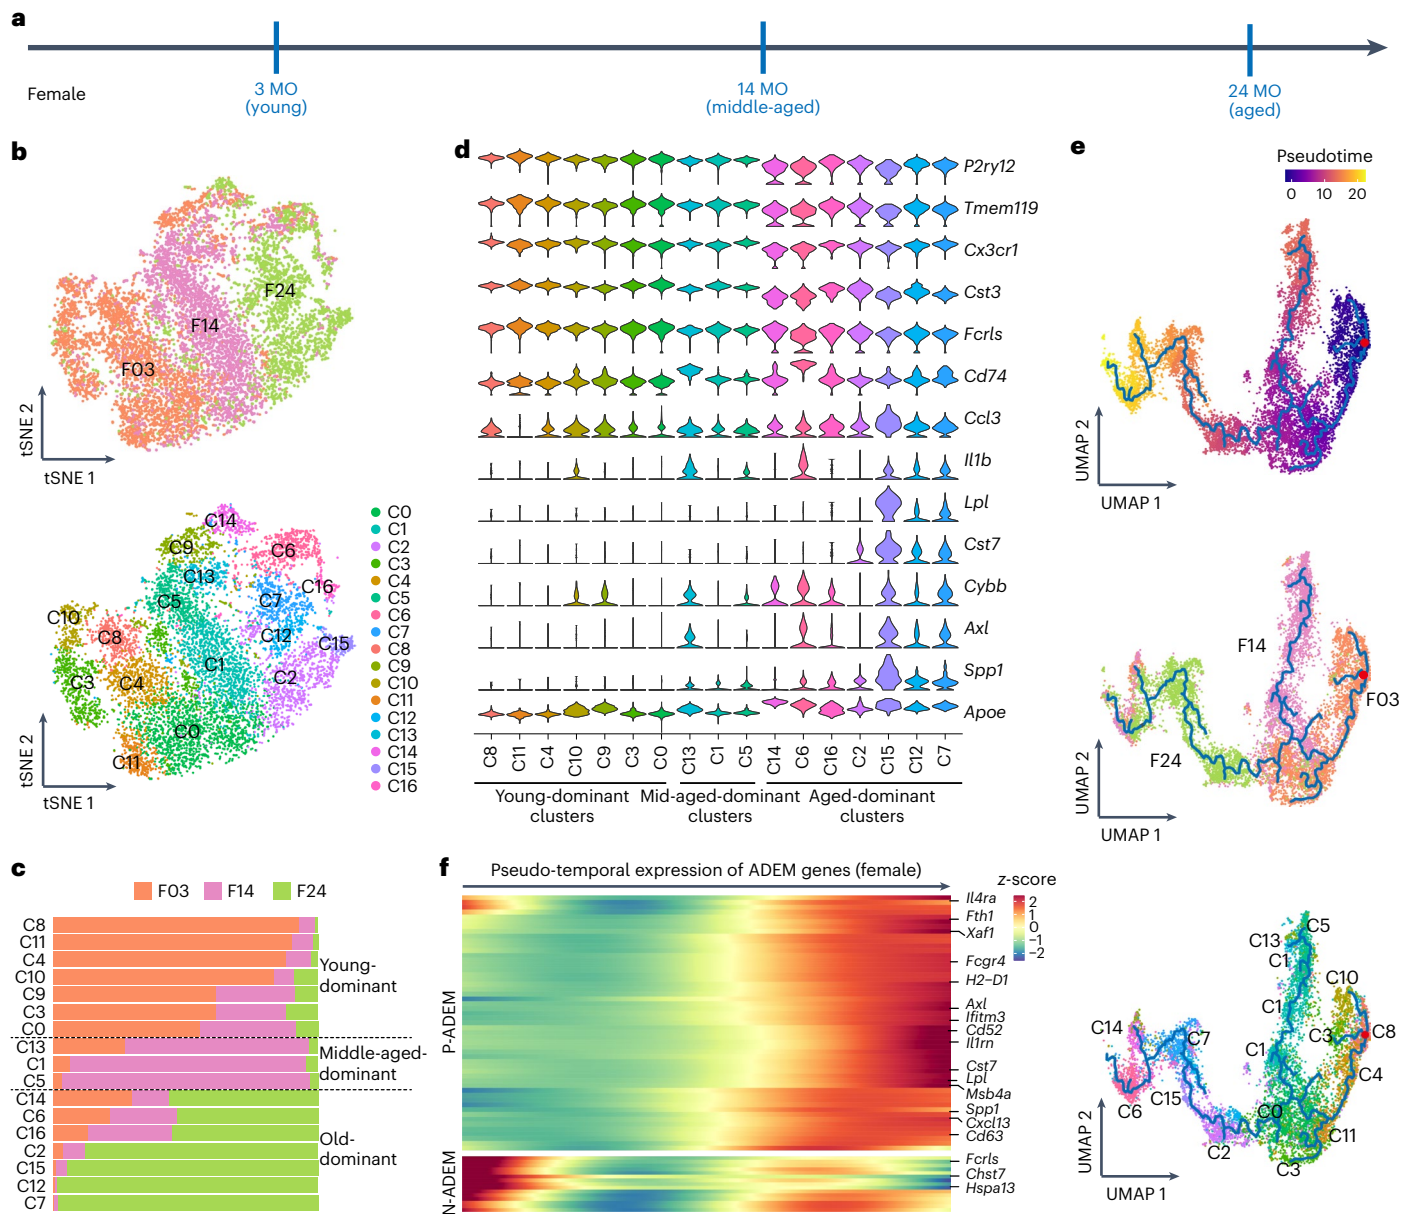 a
Female
3 MO
(young)
14 MO
(middle-aged)
24 MO
(aged)
b
F24
F14
F03
tSNE 2
tSNE 1
C14
C9
C6
C13
C16
C5
C7
C10
C8
C12
C15
C1
C3
C4
C2
C0
C11
tSNE 2
tSNE 1
C0
C1
C2
C3
C4
C5
C6
C7
C8
C9
C10
C11
C12
C13
C14
C15
C16
c
F03 F14 F24
C8
C11
C4
C10
C9
C3
C0
C13
C1
C5
C14
C6
C16
C2
C15
C12
C7
Young-
dominant
Middle-aged-
dominant
Old-
dominant
d
P2ry12
Tmem119
Cx3cr1
Cst3
Fcrls
Cd74
Ccl3
Il1b
Lpl
Cst7
Cybb
Axl
Spp1
Apoe
C8 C11 C4 C10 C9 C3 C0 C13 C1 C5 C14 C6 C16 C2 C15 C12 C7
Young-dominant
clusters
Mid-aged-dominant
clusters
Aged-dominant
clusters
e
Pseudotime
0 10 20
UMAP 2
UMAP 1
F14
F03
F24
UMAP 2
UMAP 1
C5
C13
C1
C10
C1
C14
C7
C3
C8
C1
C4
C6
C15
C0
C11
C2
C3
UMAP 2
UMAP 1
f
Pseudo-temporal expression of ADEM genes (female)
z-score
2
1
0
−1
−2
P-ADEM
Il4ra
Fth1
Xaf1
Fcgr4
H2−D1
Axl
Ifitm3
Cd52
Il1rn
Cst7
Lpl
Msb4a
Spp1
Cxcl13
Cd63
N-ADEM
Fcrls
Chst7
Hspa13